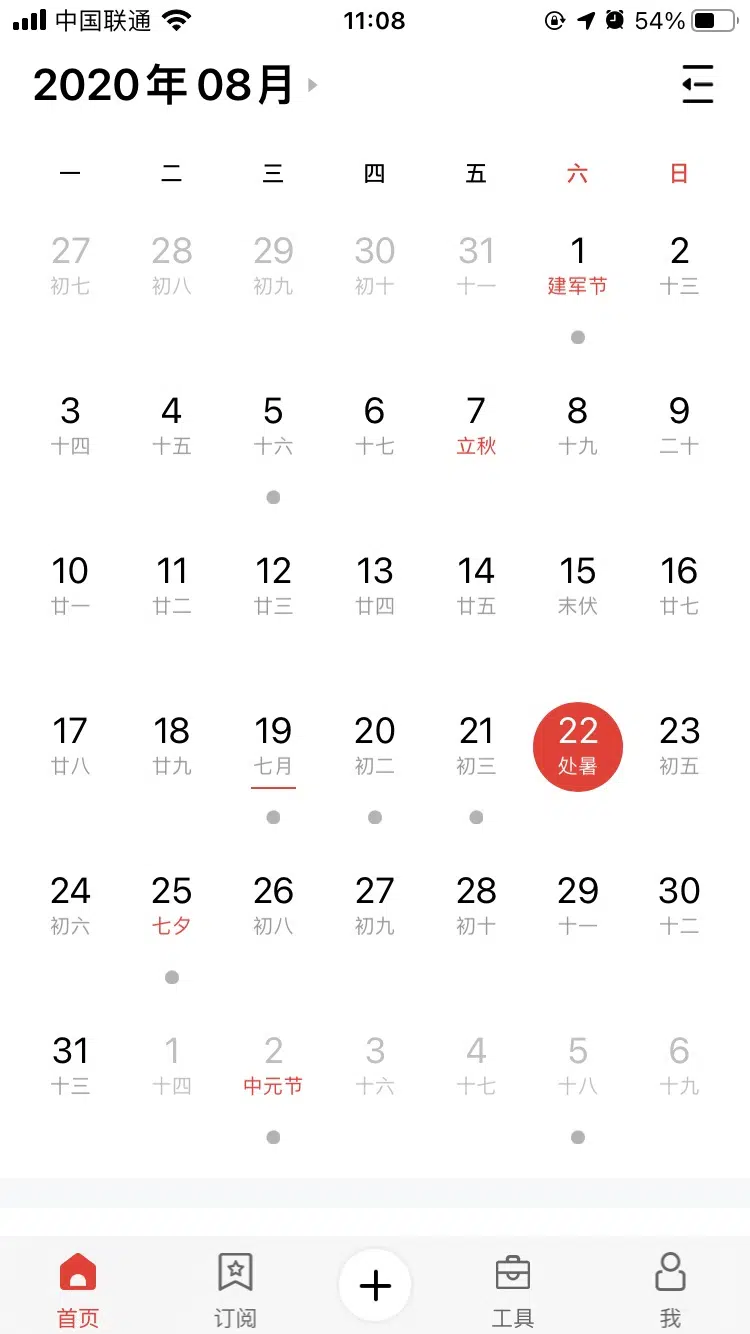 中国联通 11:08 54%
2020年08月
一 二 三 四 五 六 日
27 28 29 30 31 1 2
初七 初八 初九 初十 十一 建军节 十三
3 4 5 6 7 8 9
十四 十五 十六 十七 立秋 十九 二十
10 11 12 13 14 15 16
廿一 廿二 廿三 廿四 廿五 末伏 廿七
17 18 19 20 21 22 23
廿八 廿九 七月 初二 初三 处暑 初五
24 25 26 27 28 29 30
初六 七夕 初八 初九 初十 十一 十二
31 1 2 3 4 5 6
十三 十四 中元节 十六 十七 十八 十九
首页 订阅 工具 我